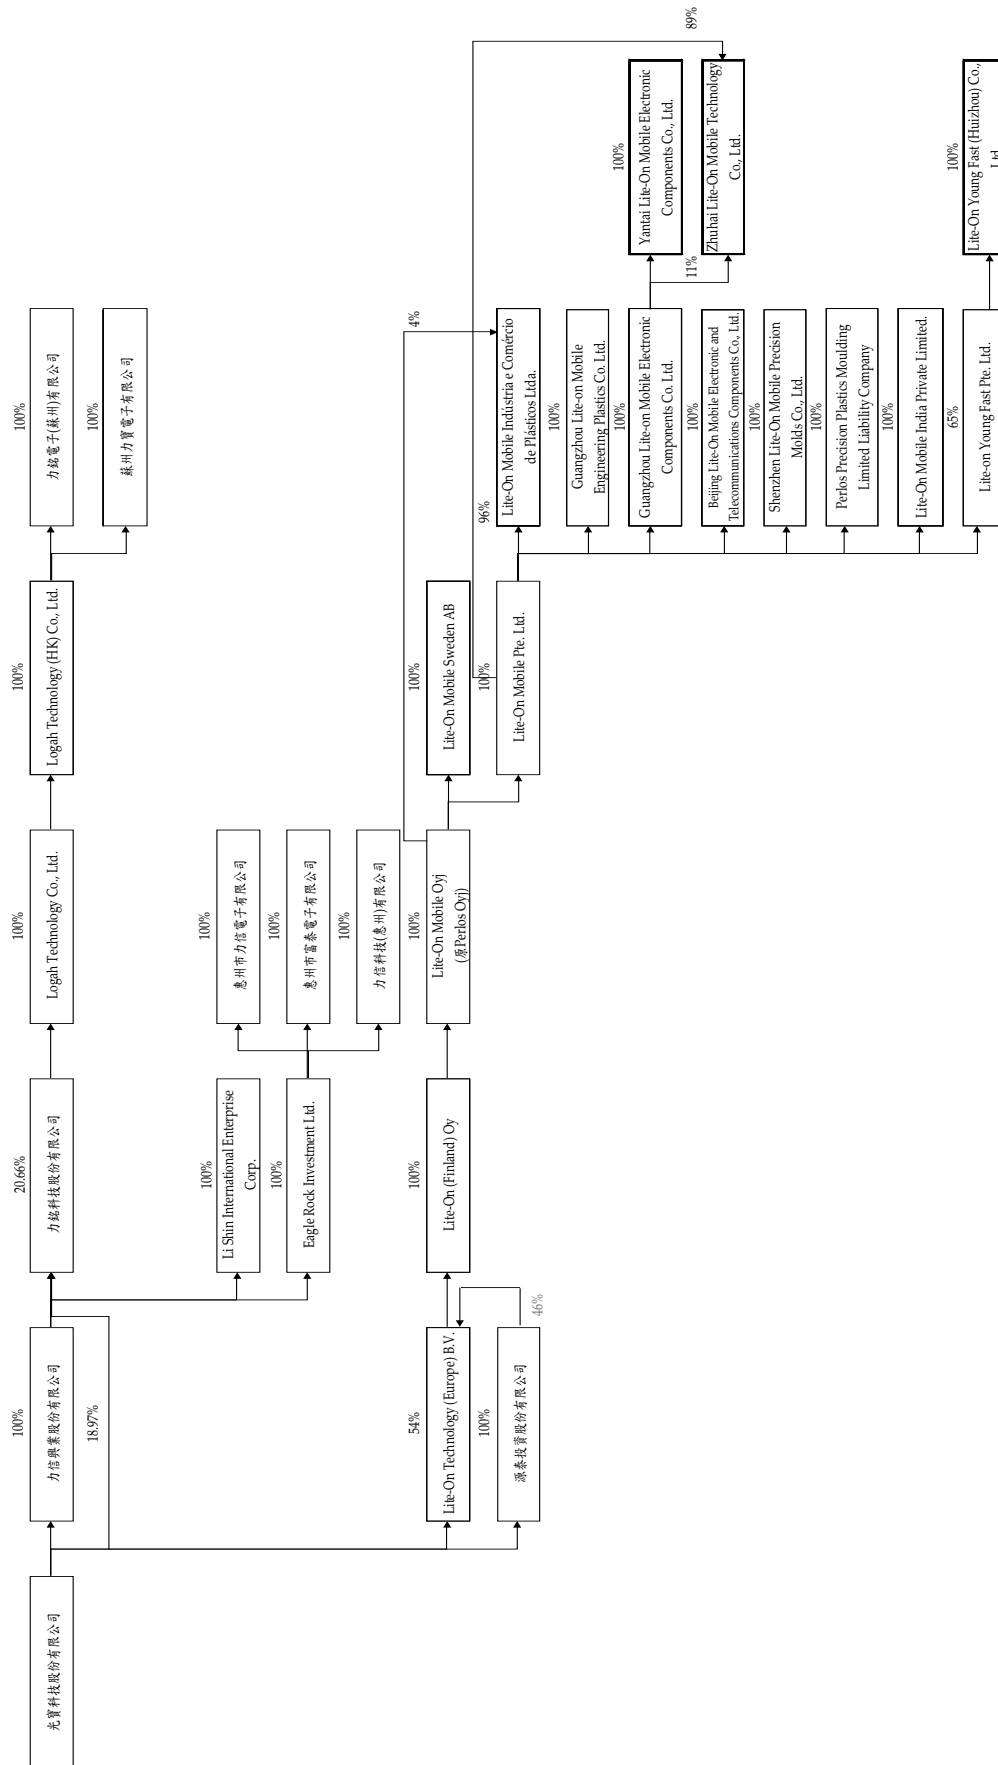 100%
20.66%
100%
100%
100%
光寶科技股份有限公司
力信興業股份有限公司
力銘科技股份有限公司
Logah Technology Co., Ltd.
Logah Technology (HK) Co., Ltd.
力銘電子(蘇州)有限公司
18.97%
100%
蘇州力寶電子有限公司
100%
100%
Li Shin International Enterprise
Corp.
惠州市力信電子有限公司
100%
100%
Eagle Rock Investment Ltd.
惠州市富泰電子有限公司
100%
力信科技(惠州)有限公司
54%
100%
100%
100%
4%
Lite-On Technology (Europe) B.V.
Lite-On (Finland) Oy
Lite-On Mobile Oyj
(原Perlos Oyj)
Lite-On Mobile Sweden AB
100%
100%
96%
源泰投資股份有限公司
46%
Lite-On Mobile Pte. Ltd.
Lite-On Mobile Indústria e Comércio
de Plásticos Ltda.
100%
Guangzhou Lite-on Mobile
Engineering Plastics Co. Ltd.
100%
100%
Guangzhou Lite-on Mobile Electronic
Components Co. Ltd.
Yantai Lite-On Mobile Electronic
Components Co., Ltd.
100%
11%
89%
Beijing Lite-On Mobile Electronic and
Telecommunications Components Co., Ltd.
Zhuhai Lite-On Mobile Technology
Co., Ltd.
100%
Shenzhen Lite-On Mobile Precision
Molds Co., Ltd.
100%
Perlos Precision Plastics Moulding
Limited Liability Company
100%
Lite-On Mobile India Private Limited.
65%
100%
Lite-on Young Fast Pte. Ltd.
Lite-On Young Fast (Huizhou) Co.,
Ltd